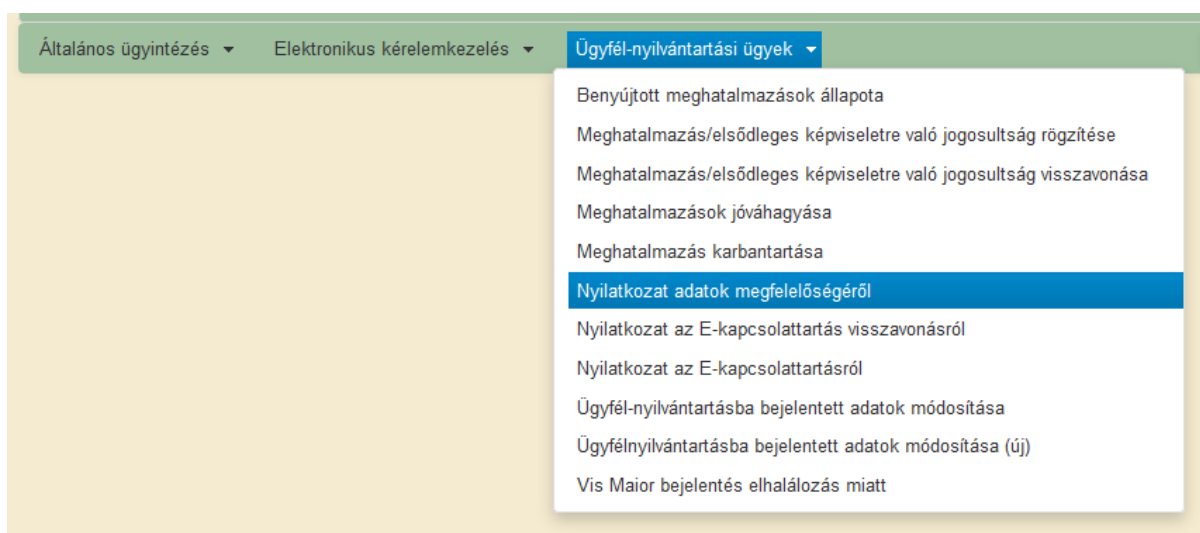 Általános ügyintézés
Elektronikus kérelemkezelés
Ügyfél-nyilvántartási ügyek
Benyújtott meghatalmazások állapota
Meghatalmazás/elsődleges képviseletre való jogosultság rögzítése
Meghatalmazás/elsődleges képviseletre való jogosultság visszavonása
Meghatalmazások jóváhagyása
Meghatalmazás karbantartása
Nyilatkozat adatok megfelelőségéről
Nyilatkozat az E-kapcsolattartás visszavonásról
Nyilatkozat az E-kapcsolattartásról
Ügyfél-nyilvántartásba bejelentett adatok módosítása
Ügyfélnyilvántartásba bejelentett adatok módosítása (új)
Vis Maior bejelentés elhalálozás miatt